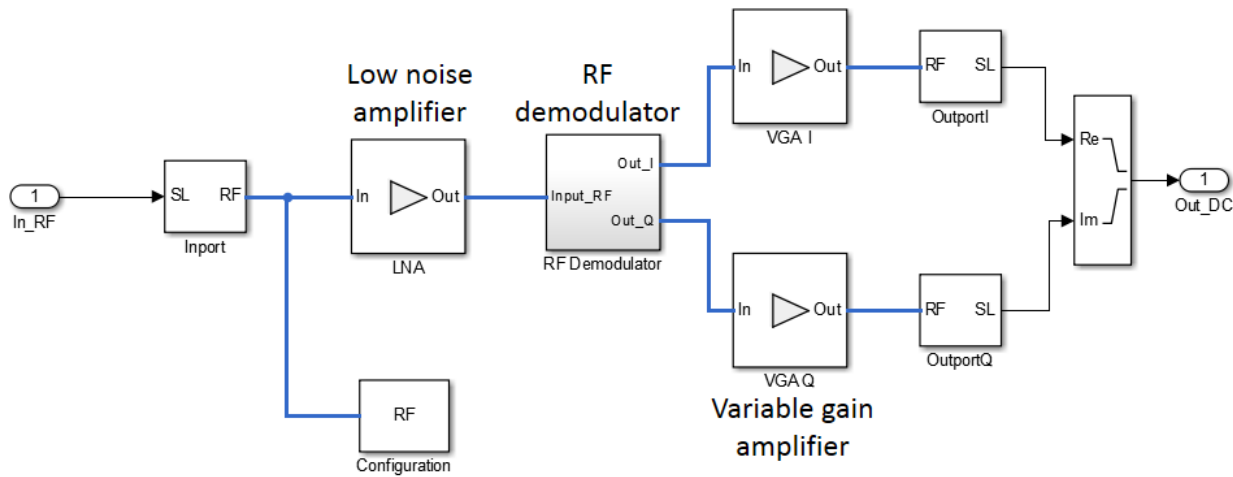 Low noise
amplifier
RF
demodulator
1
In_RF
SL RF
Inport
In Out
LNA
Input_RF
Out_I
Out_Q
RF Demodulator
In Out
VGA I
RF SL
OutportI
In Out
VGA Q
Variable gain
amplifier
RF SL
OutportQ
Re
Im
1
Out_DC
RF
Configuration